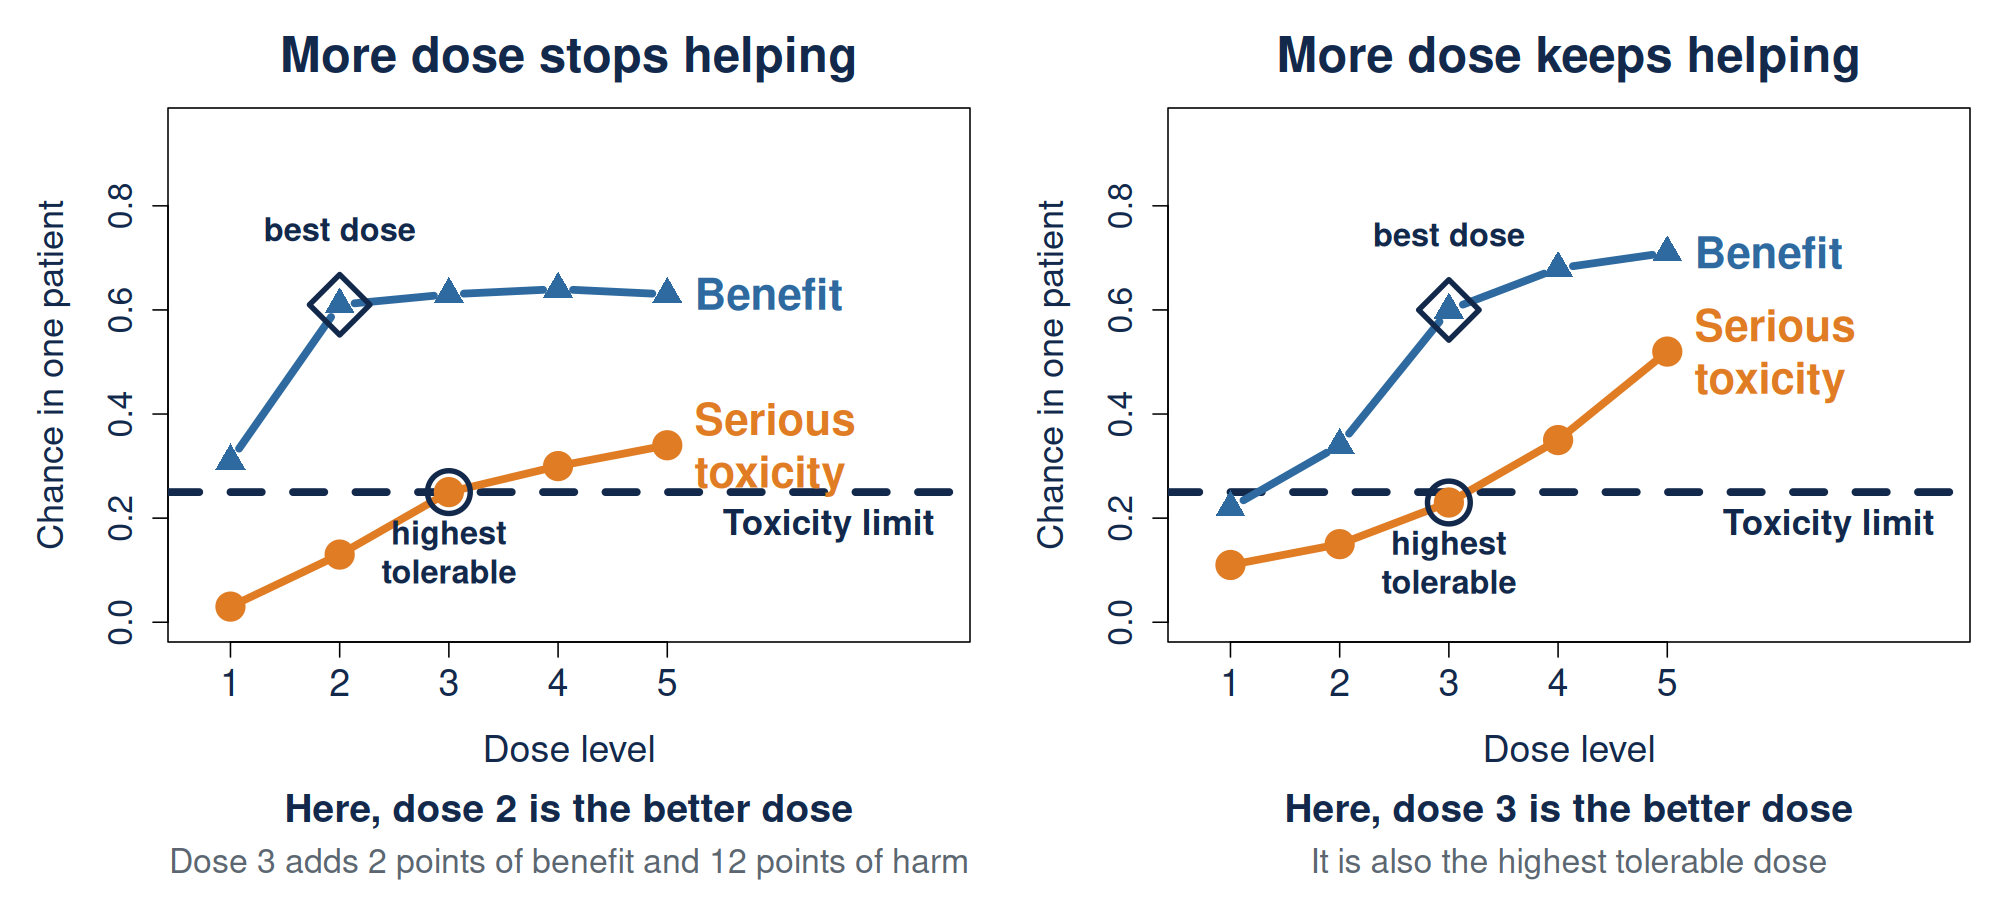 More dose stops helping
Chance in one patient
0.8
0.6
0.4
0.2
0.0
best dose
Benefit
Serious
toxicity
Toxicity limit
highest
tolerable
1 2 3 4 5
Dose level
Here, dose 2 is the better dose
Dose 3 adds 2 points of benefit and 12 points of harm
More dose keeps helping
Chance in one patient
0.8
0.6
0.4
0.2
0.0
best dose
Benefit
Serious
toxicity
Toxicity limit
highest
tolerable
1 2 3 4 5
Dose level
Here, dose 3 is the better dose
It is also the highest tolerable dose